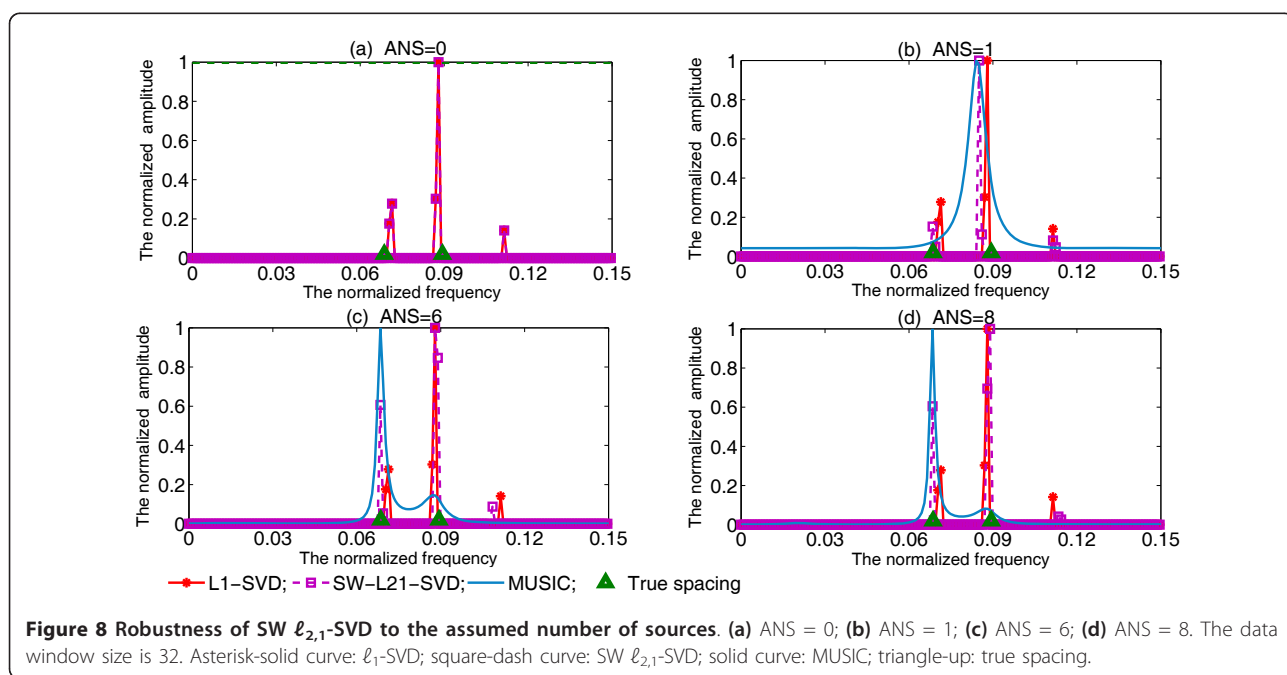 (a) ANS=0
The normalized amplitude
1
0.8
0.6
0.4
0.2
0
0 0.03 0.06 0.09 0.12 0.15
The normalized frequency
(b) ANS=1
The normalized amplitude
1
0.8
0.6
0.4
0.2
0
0 0.03 0.06 0.09 0.12 0.15
The normalized frequency
(c) ANS=6
The normalized amplitude
1
0.8
0.6
0.4
0.2
0
0 0.03 0.06 0.09 0.12 0.15
The normalized frequency
(d) ANS=8
The normalized amplitude
1
0.8
0.6
0.4
0.2
0
0 0.03 0.06 0.09 0.12 0.15
The normalized frequency
L1−SVD; SW−L21−SVD; MUSIC; True spacing
Figure 8 Robustness of SW ℓ2,1-SVD to the assumed number of sources. (a) ANS = 0; (b) ANS = 1; (c) ANS = 6; (d) ANS = 8. The data
window size is 32. Asterisk-solid curve: ℓ1-SVD; square-dash curve: SW ℓ2,1-SVD; solid curve: MUSIC; triangle-up: true spacing.